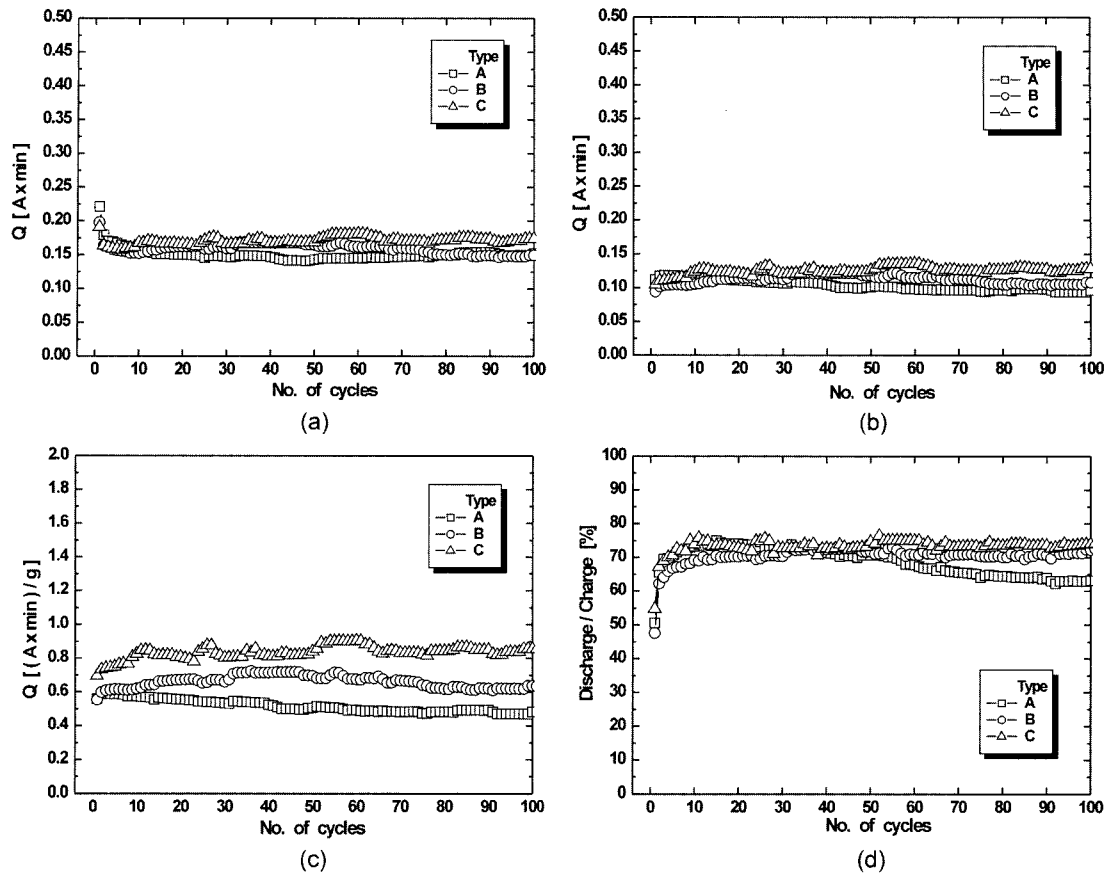 0.50
0.45
0.40
0.35
0.30
0.25
0.20
0.15
0.10
0.05
0.00
Q [ A x min ]
Type
A
B
C
0 10 20 30 40 50 60 70 80 90 100
No. of cycles
(a)
0.50
0.45
0.40
0.35
0.30
0.25
0.20
0.15
0.10
0.05
0.00
Q [ A x min ]
Type
A
B
C
0 10 20 30 40 50 60 70 80 90 100
No. of cycles
(b)
2.0
1.8
1.6
1.4
1.2
1.0
0.8
0.6
0.4
0.2
0.0
Q [ ( A x min ) / g ]
Type
A
B
C
0 10 20 30 40 50 60 70 80 90 100
No. of cycles
(c)
100
90
80
70
60
50
40
30
20
10
0
Discharge / Charge [%]
Type
A
B
C
0 10 20 30 40 50 60 70 80 90 100
No. of cycles
(d)